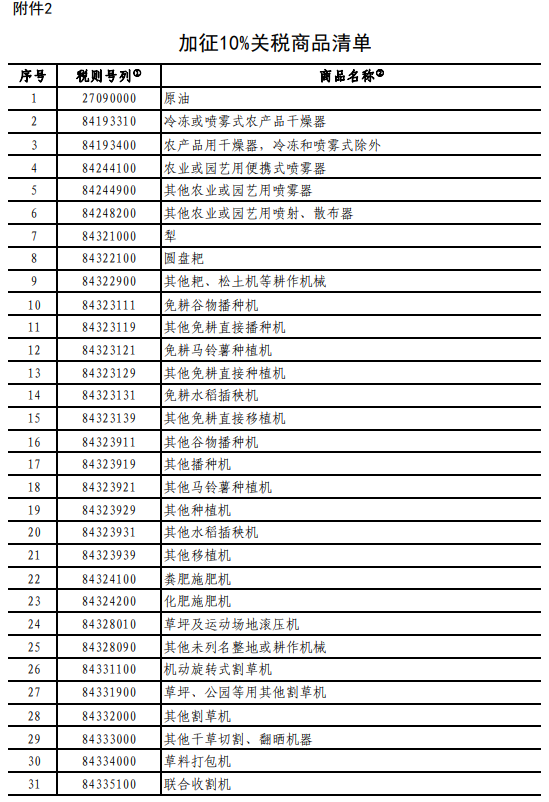 附件2
加征10%关税商品清单
序号 税则号列① 商品名称②
1 27090000 原油
2 84193310 冷冻或喷雾式农产品干燥器
3 84193400 农产品用干燥器，冷冻和喷雾式除外
4 84244100 农业或园艺用便携式喷雾器
5 84244900 其他农业或园艺用喷雾器
6 84248200 其他农业或园艺用喷射、散布器
7 84321000 犁
8 84322100 圆盘耙
9 84322900 其他耙、松土机等耕作机械
10 84323111 免耕谷物播种机
11 84323119 其他免耕直接播种机
12 84323121 免耕马铃薯种植机
13 84323129 其他免耕直接种植机
14 84323131 免耕水稻插秧机
15 84323139 其他免耕直接移植机
16 84323911 其他谷物播种机
17 84323919 其他播种机
18 84323921 其他马铃薯种植机
19 84323929 其他种植机
20 84323931 其他水稻插秧机
21 84323939 其他移植机
22 84324100 粪肥施肥机
23 84324200 化肥施肥机
24 84328010 草坪及运动场地滚压机
25 84328090 其他未列名整地或耕作机械
26 84331100 机动旋转式割草机
27 84331900 草坪、公园等用其他割草机
28 84332000 其他割草机
29 84333000 其他干草切割、翻晒机器
30 84334000 草料打包机
31 84335100 联合收割机